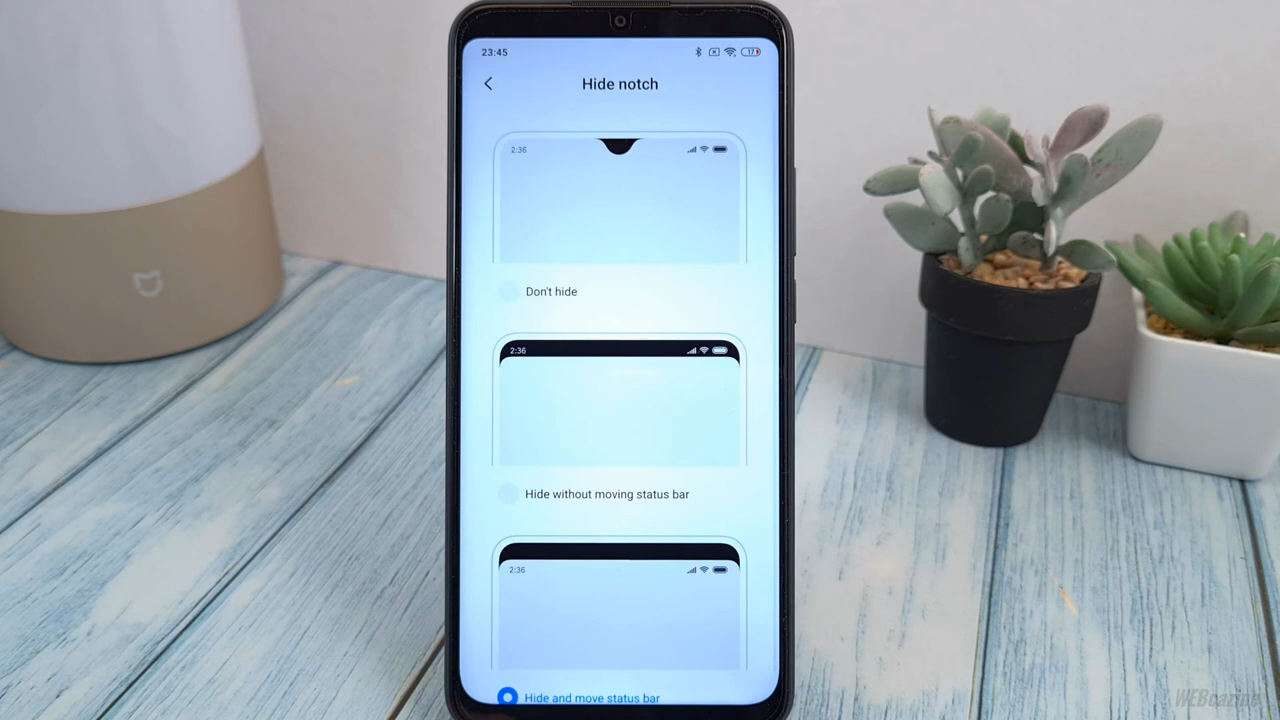 23:45
17
Hide notch
2:36
Don't hide
2:36
Hide without moving status bar
2:36
Hide and move status bar
WEBcazine